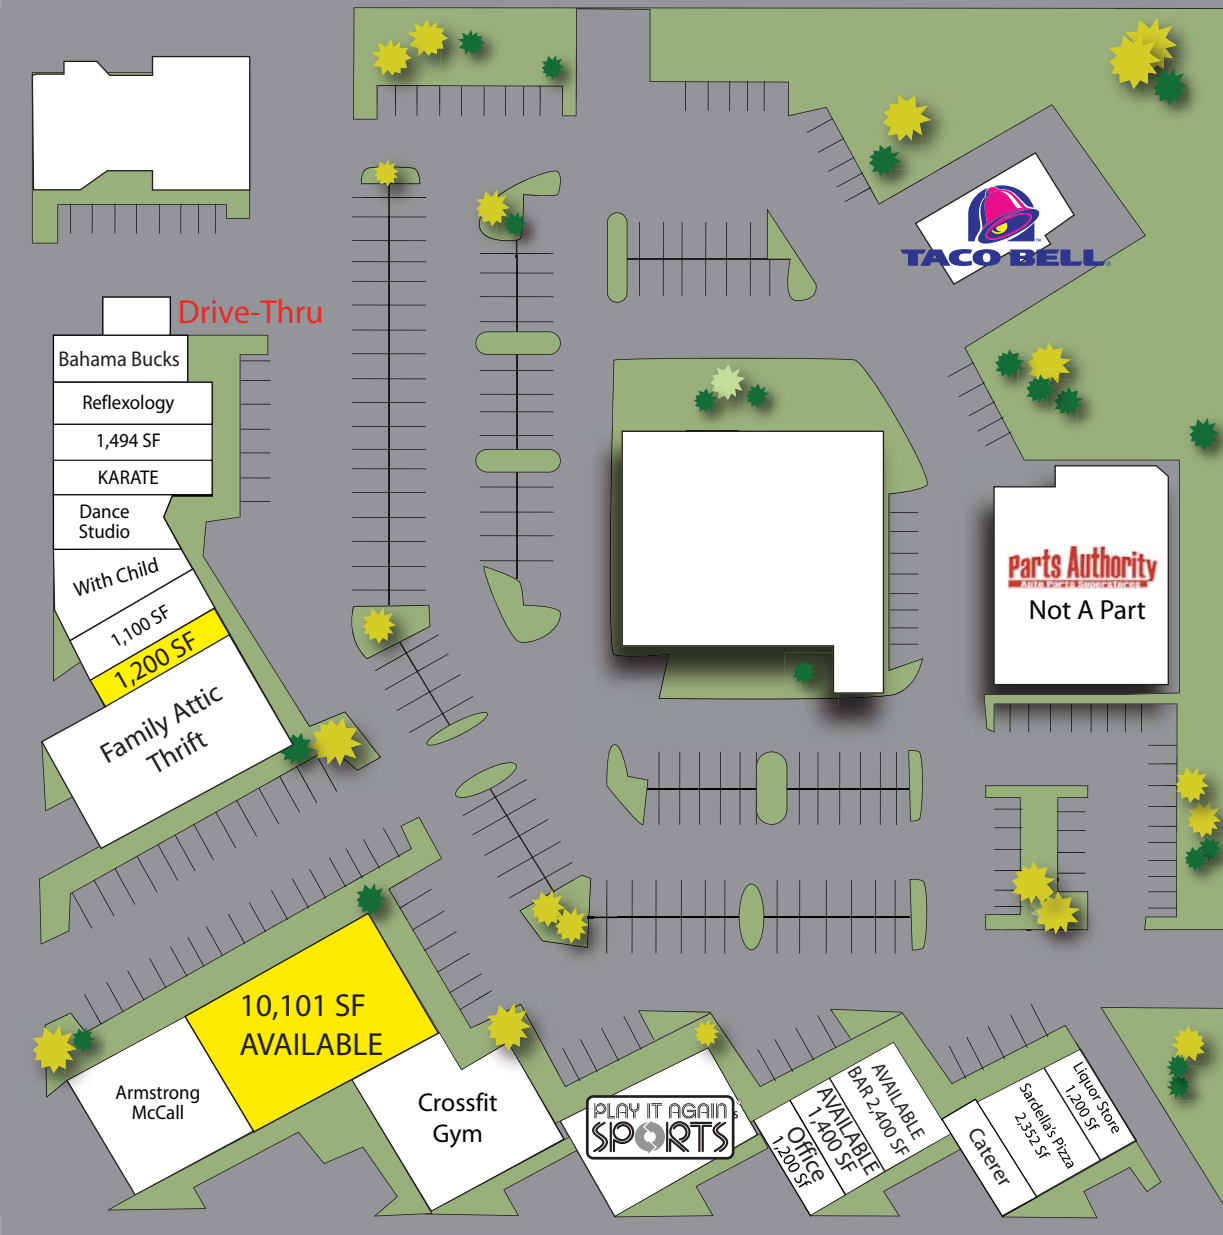 TACO BELL
Drive-Thru
Bahama Bucks
Reflexology
1,494 SF
KARATE
Dance
Studio
With Child
1,100 SF
1,200 SF
Family Attic
Thrift
Parts Authority
Auto Parts Superstores
Not A Part
10,101 SF
AVAILABLE
Armstrong
McCall
Crossfit
Gym
PLAY IT AGAIN
SPORTS
Office
1,200 Sf
AVAILABLE
1,400 SF
AVAILABLE
BAR 2,400 SF
Caterer
Sardella's Pizza
2,352 Sf
Liquor Store
1,200 Sf